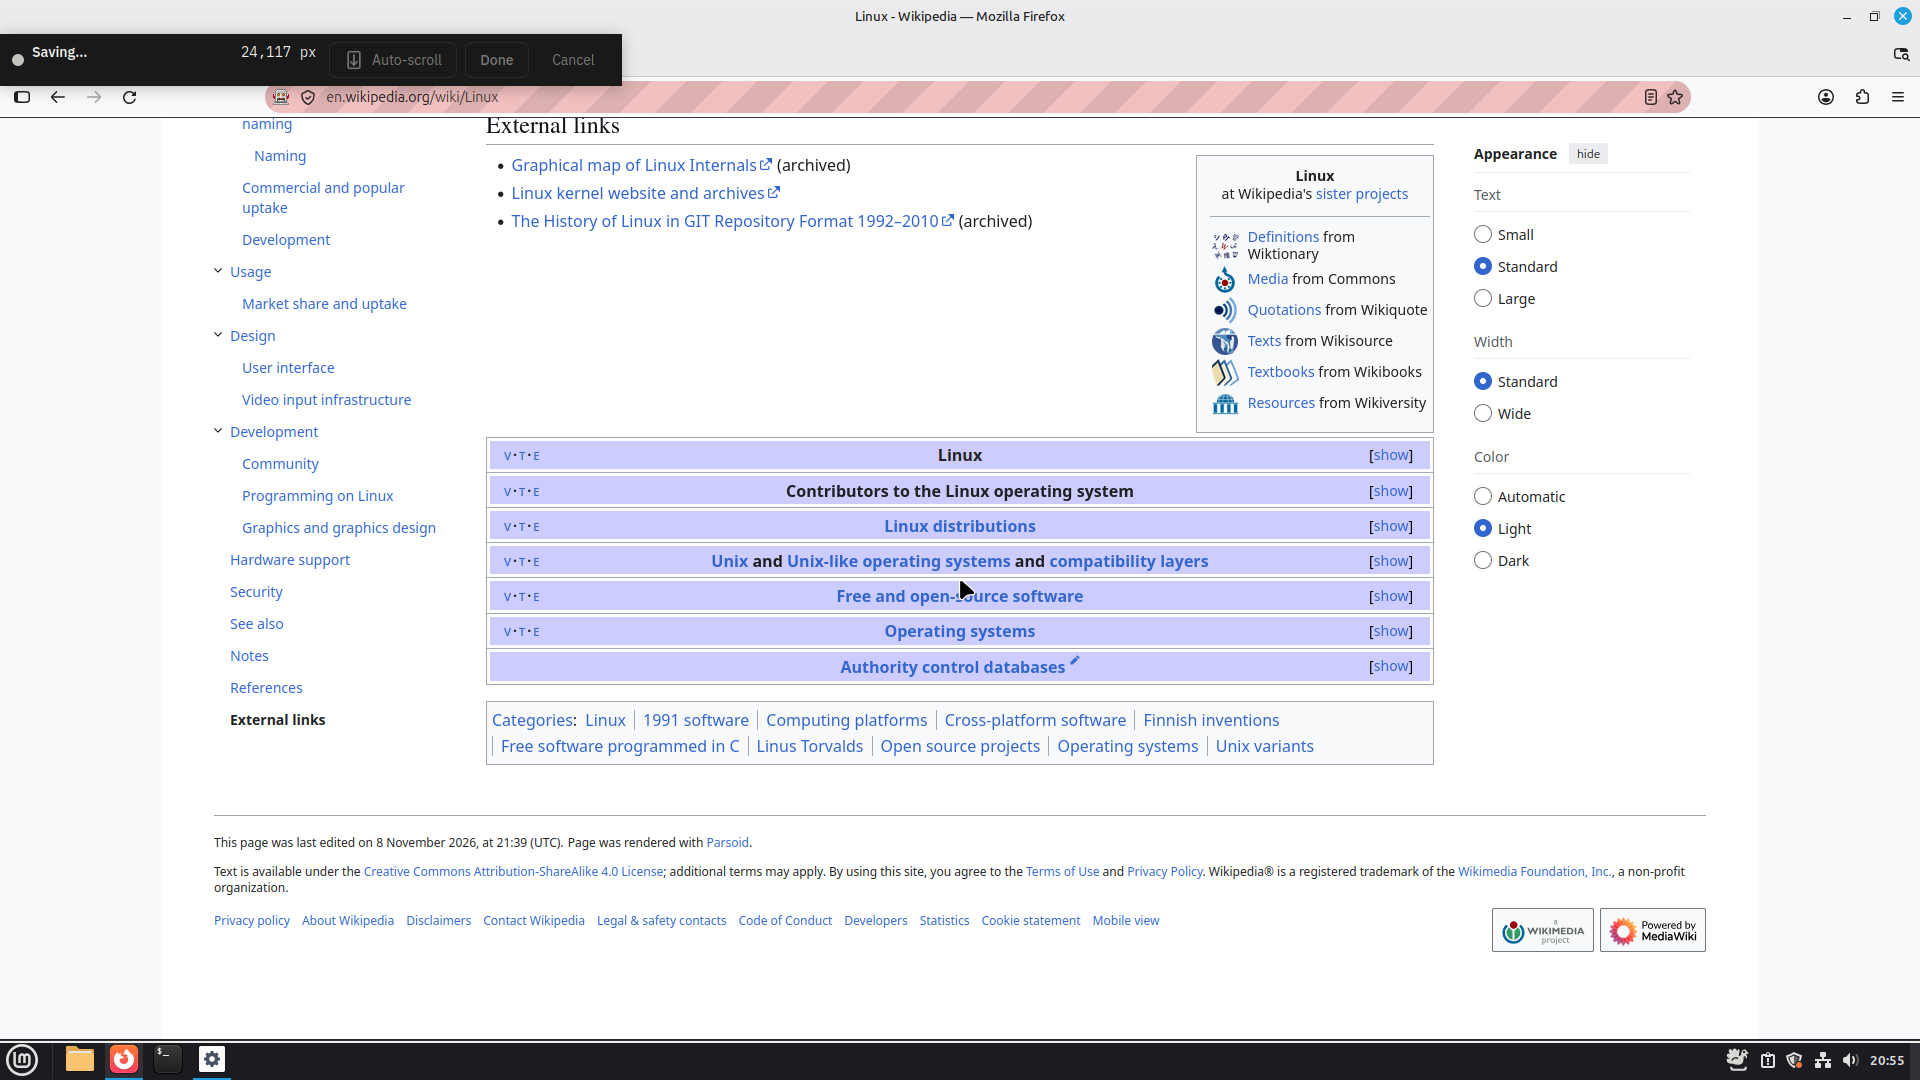 Linux - Wikipedia — Mozilla Firefox
Saving...
24,117 px
Auto-scroll
Done
Cancel
en.wikipedia.org/wiki/Linux
naming
Naming
Commercial and popular
uptake
Development
Usage
Market share and uptake
Design
User interface
Video input infrastructure
Development
Community
Programming on Linux
Graphics and graphics design
Hardware support
Security
See also
Notes
References
External links
External links
Graphical map of Linux Internals (archived)
Linux kernel website and archives
The History of Linux in GIT Repository Format 1992–2010 (archived)
Linux
at Wikipedia's sister projects
Definitions from
Wiktionary
Media from Commons
Quotations from Wikiquote
Texts from Wikisource
Textbooks from Wikibooks
Resources from Wikiversity
V·T·E Linux [show]
V·T·E Contributors to the Linux operating system [show]
V·T·E Linux distributions [show]
V·T·E Unix and Unix-like operating systems and compatibility layers [show]
V·T·E Free and open-source software [show]
V·T·E Operating systems [show]
Authority control databases [show]
Categories: Linux | 1991 software | Computing platforms | Cross-platform software | Finnish inventions
| Free software programmed in C | Linus Torvalds | Open source projects | Operating systems | Unix variants
Appearance hide
Text
Small
Standard
Large
Width
Standard
Wide
Color
Automatic
Light
Dark
This page was last edited on 8 November 2026, at 21:39 (UTC). Page was rendered with Parsoid.
Text is available under the Creative Commons Attribution-ShareAlike 4.0 License; additional terms may apply. By using this site, you agree to the Terms of Use and Privacy Policy. Wikipedia® is a registered trademark of the Wikimedia Foundation, Inc., a non-profit
organization.
Privacy policy About Wikipedia Disclaimers Contact Wikipedia Legal & safety contacts Code of Conduct Developers Statistics Cookie statement Mobile view
a
WIKIMEDIA
project
Powered by
MediaWiki
20:55